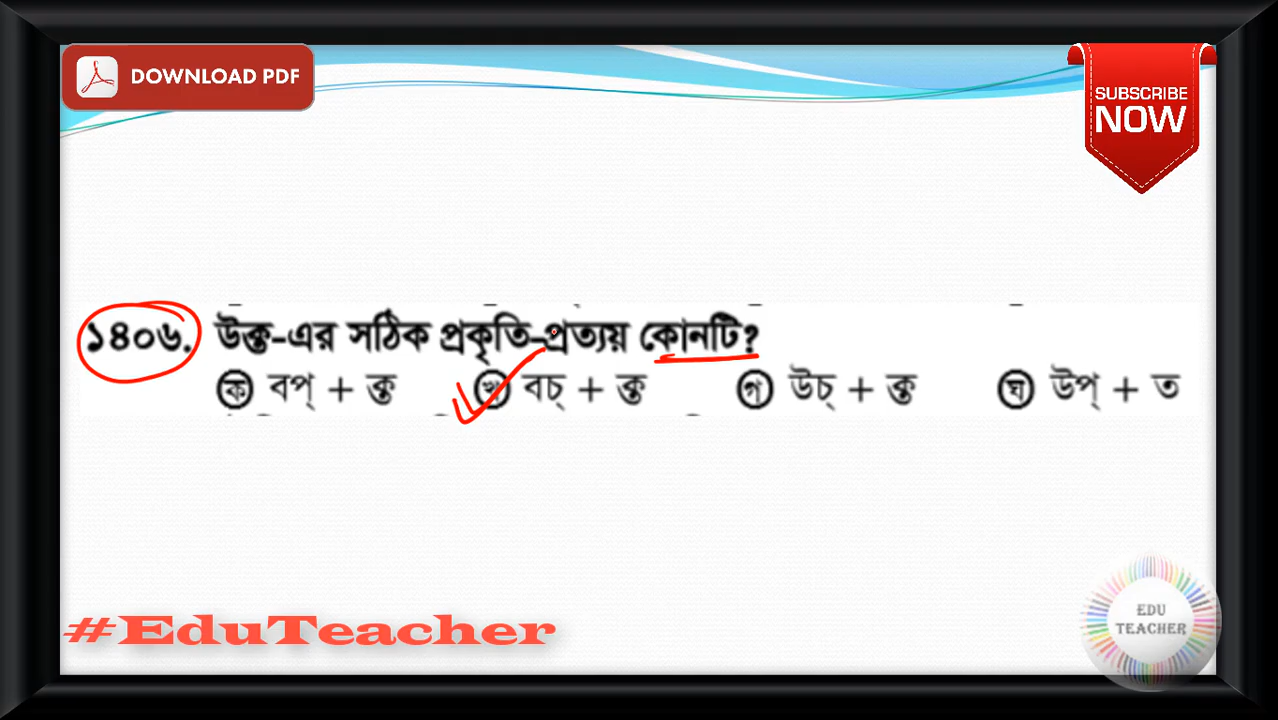 DOWNLOAD PDF
SUBSCRIBE
NOW
১৪০৬. উক্ত-এর সঠিক প্রকৃতি-প্রত্যয় কোনটি?
ক বপ্ + ক্ত খ বচ্ + ক্ত গ উচ্ + ক্ত ঘ উপ্ + ত
#EduTeacher
EDU
TEACHER